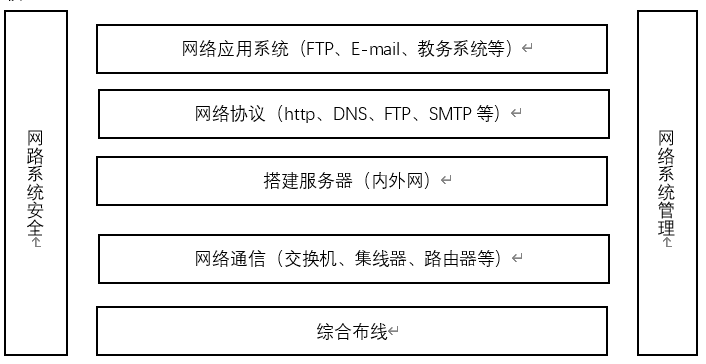 网路系统安全
网络应用系统（FTP、E-mail、教务系统等）
网络协议（http、DNS、FTP、SMTP 等）
搭建服务器（内外网）
网络通信（交换机、集线器、路由器等）
综合布线
网络系统管理